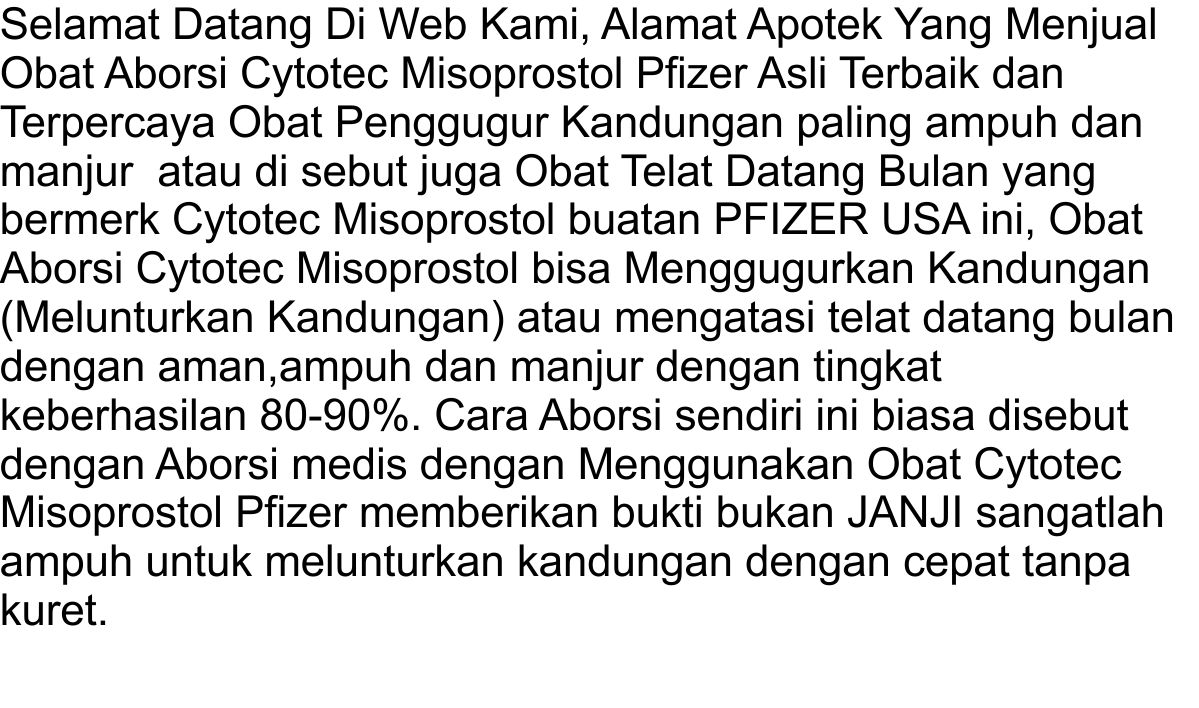 Selamat Datang Di Web Kami, Alamat Apotek Yang Menjual
Obat Aborsi Cytotec Misoprostol Pfizer Asli Terbaik dan
Terpercaya Obat Penggugur Kandungan paling ampuh dan
manjur  atau di sebut juga Obat Telat Datang Bulan yang
bermerk Cytotec Misoprostol buatan PFIZER USA ini, Obat
Aborsi Cytotec Misoprostol bisa Menggugurkan Kandungan
(Melunturkan Kandungan) atau mengatasi telat datang bulan
dengan aman,ampuh dan manjur dengan tingkat
keberhasilan 80-90%. Cara Aborsi sendiri ini biasa disebut
dengan Aborsi medis dengan Menggunakan Obat Cytotec
Misoprostol Pfizer memberikan bukti bukan JANJI sangatlah
ampuh untuk melunturkan kandungan dengan cepat tanpa
kuret.